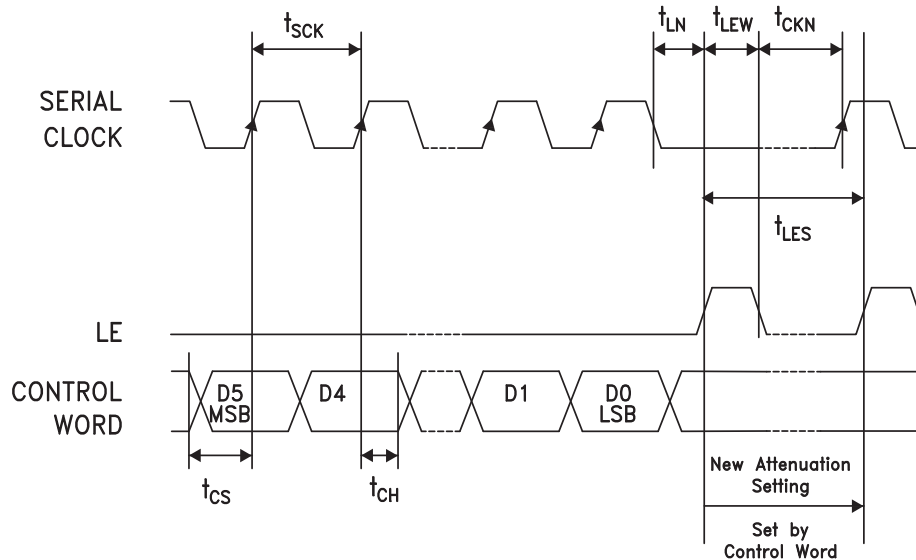 tSCK
tLN
tLEW
tCKN
SERIAL
CLOCK
tLES
LE
CONTROL
WORD
D5
MSB
D4
D1
D0
LSB
tCS
tCH
New Attenuation
Setting
Set by
Control Word